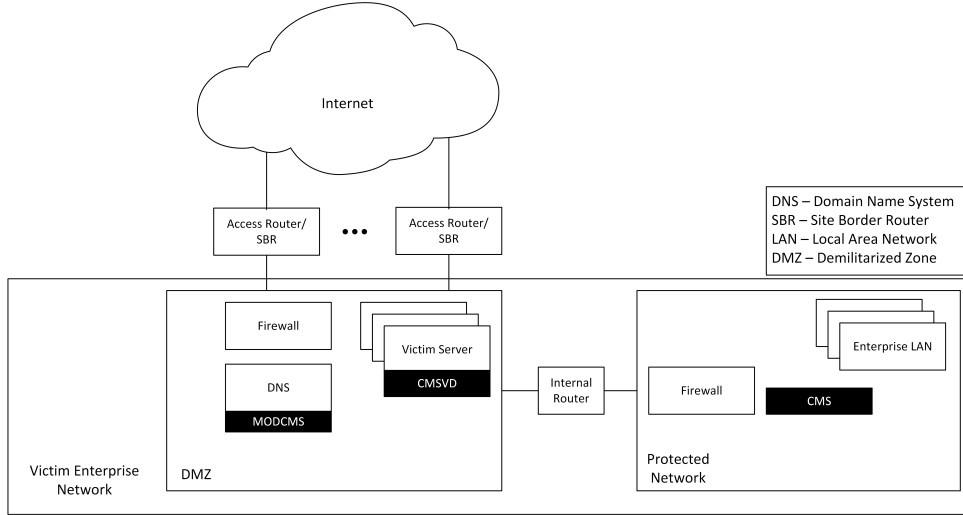 Internet
Access Router/
SBR
Access Router/
SBR
DNS – Domain Name System
SBR – Site Border Router
LAN – Local Area Network
DMZ – Demilitarized Zone
Firewall
Victim Server
CMSVD
DNS
MODCMS
DMZ
Internal
Router
Enterprise LAN
Firewall
CMS
Protected
Network
Victim Enterprise
Network